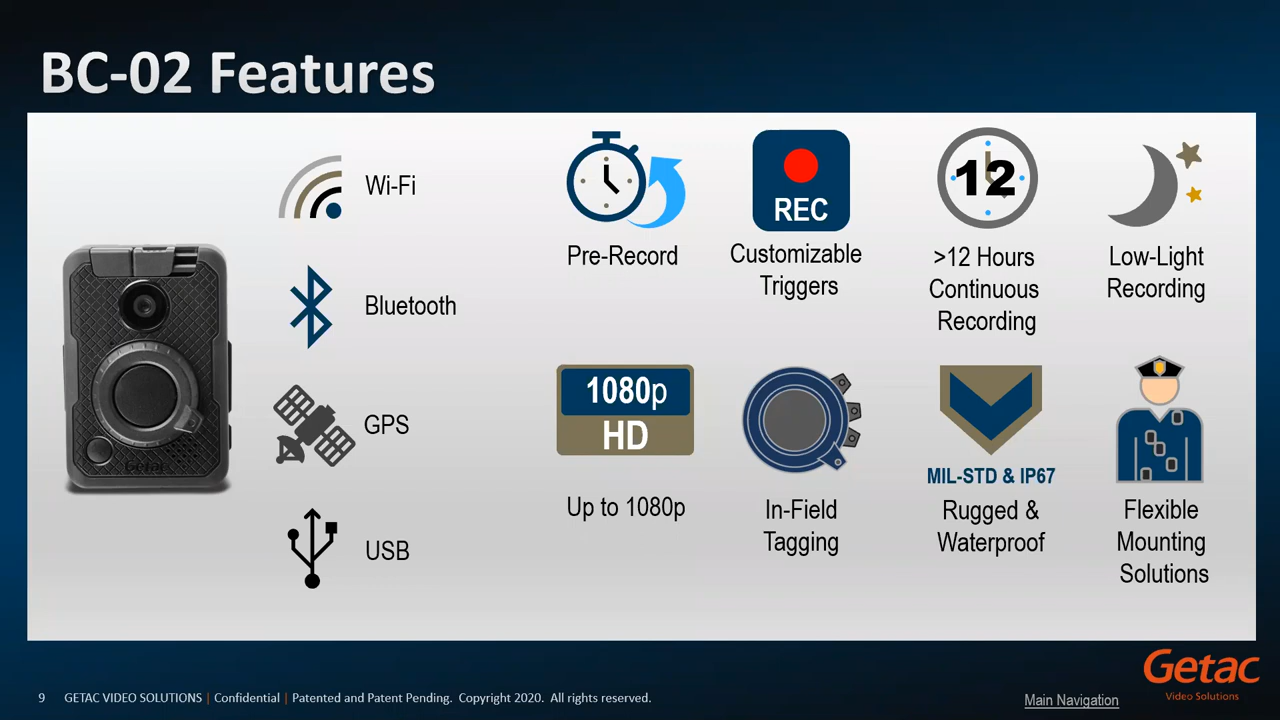 BC-02 Features
Wi-Fi
Bluetooth
GPS
USB
Pre-Record
REC
Customizable
Triggers
12
>12 Hours
Continuous
Recording
Low-Light
Recording
1080p
HD
Up to 1080p
In-Field
Tagging
MIL-STD & IP67
Rugged &
Waterproof
Flexible
Mounting
Solutions
Getac
9 GETAC VIDEO SOLUTIONS | Confidential | Patented and Patent Pending. Copyright 2020. All rights reserved.
Main Navigation
Getac
Video Solutions